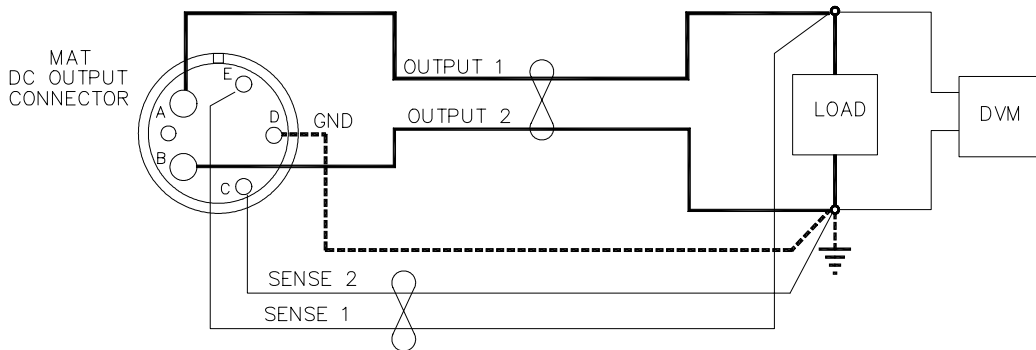 MAT
DC OUTPUT
CONNECTOR
E
A
D
B
C
GND
OUTPUT 1
OUTPUT 2
LOAD
DVM
SENSE 2
SENSE 1